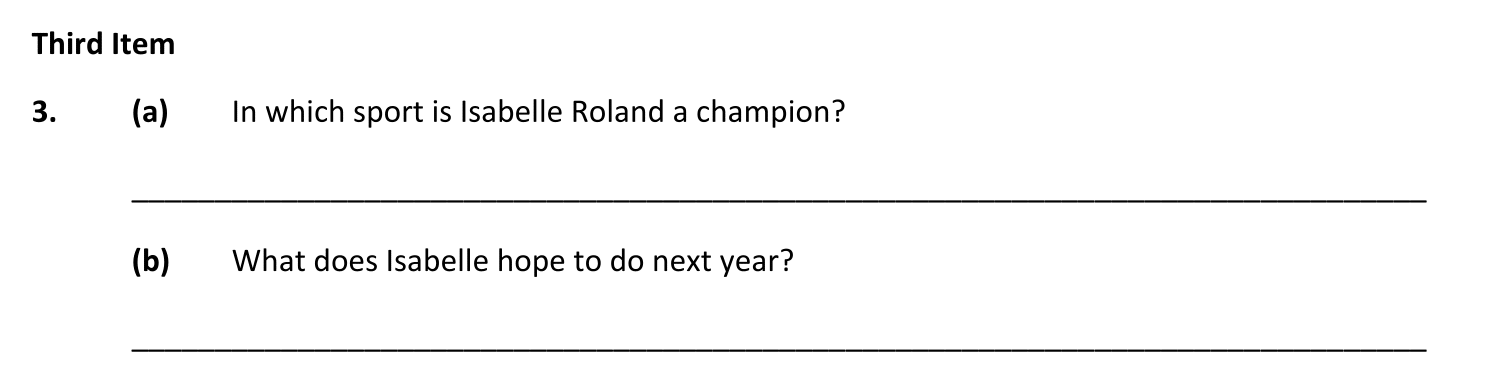 Third Item
3. (a) In which sport is Isabelle Roland a champion?
(b) What does Isabelle hope to do next year?